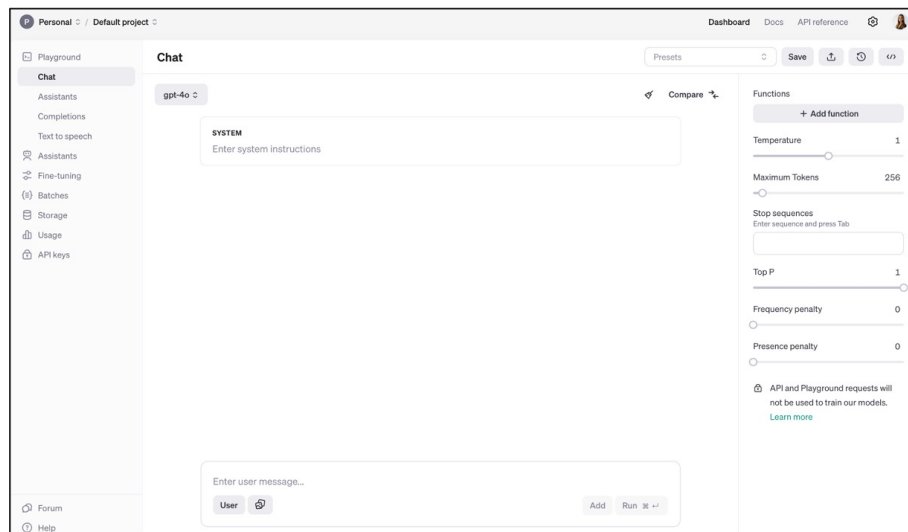 P Personal / Default project
Dashboard Docs API reference
Playground
Chat
Assistants
Completions
Text to speech
Assistants
Fine-tuning
Batches
Storage
Usage
API keys
Forum
Help
Chat
Presets
Save
gpt-4o
Compare
SYSTEM
Enter system instructions
Enter user message...
User
Add Run ⌘ ↵
Functions
+ Add function
Temperature 1
Maximum Tokens 256
Stop sequences
Enter sequence and press Tab
Top P 1
Frequency penalty 0
Presence penalty 0
API and Playground requests will
not be used to train our models.
Learn more